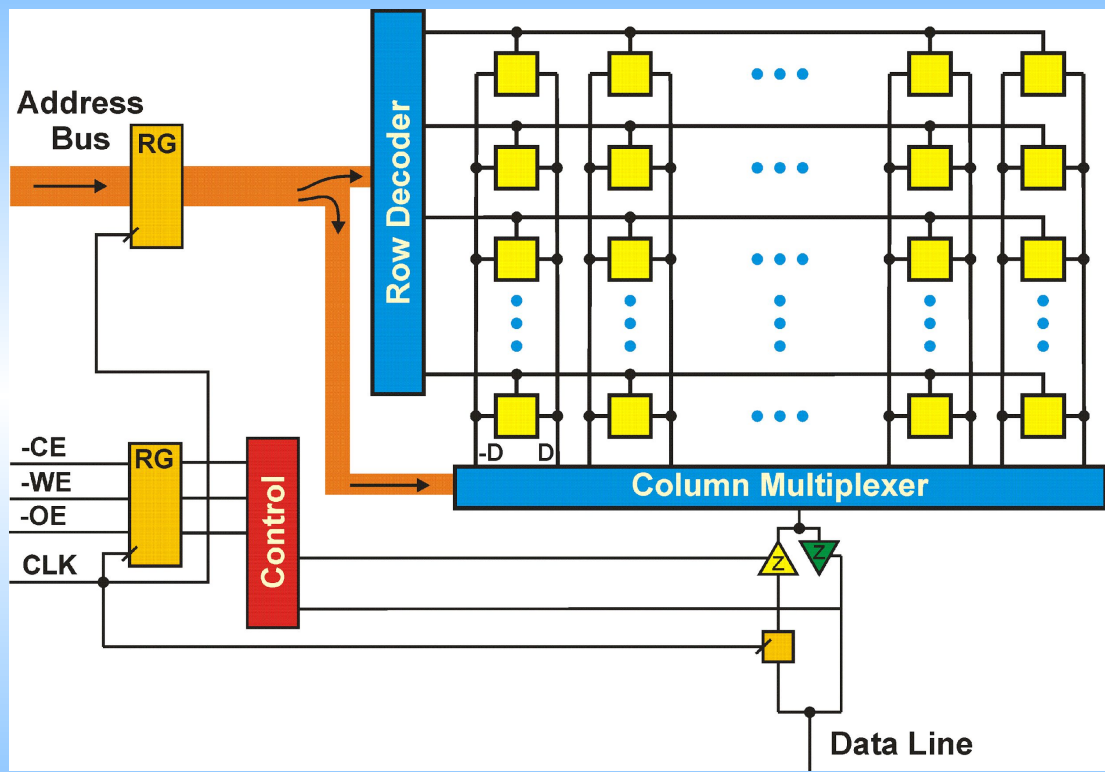 Address
Bus
RG
Row Decoder
-CE
-WE
-OE
CLK
RG
Control
-D
D
Column Multiplexer
Z
Z
Data Line